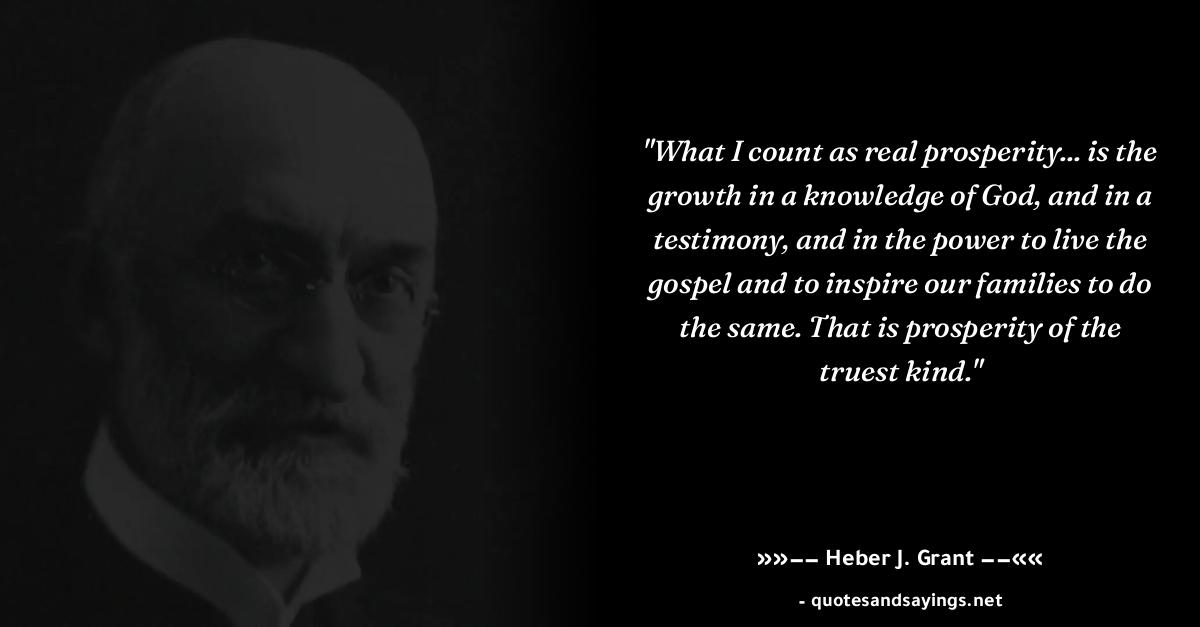 "What I count as real prosperity... is the
growth in a knowledge of God, and in a
testimony, and in the power to live the
gospel and to inspire our families to do
the same. That is prosperity of the
truest kind."
»»−− Heber J. Grant −−««
- quotesandsayings.net